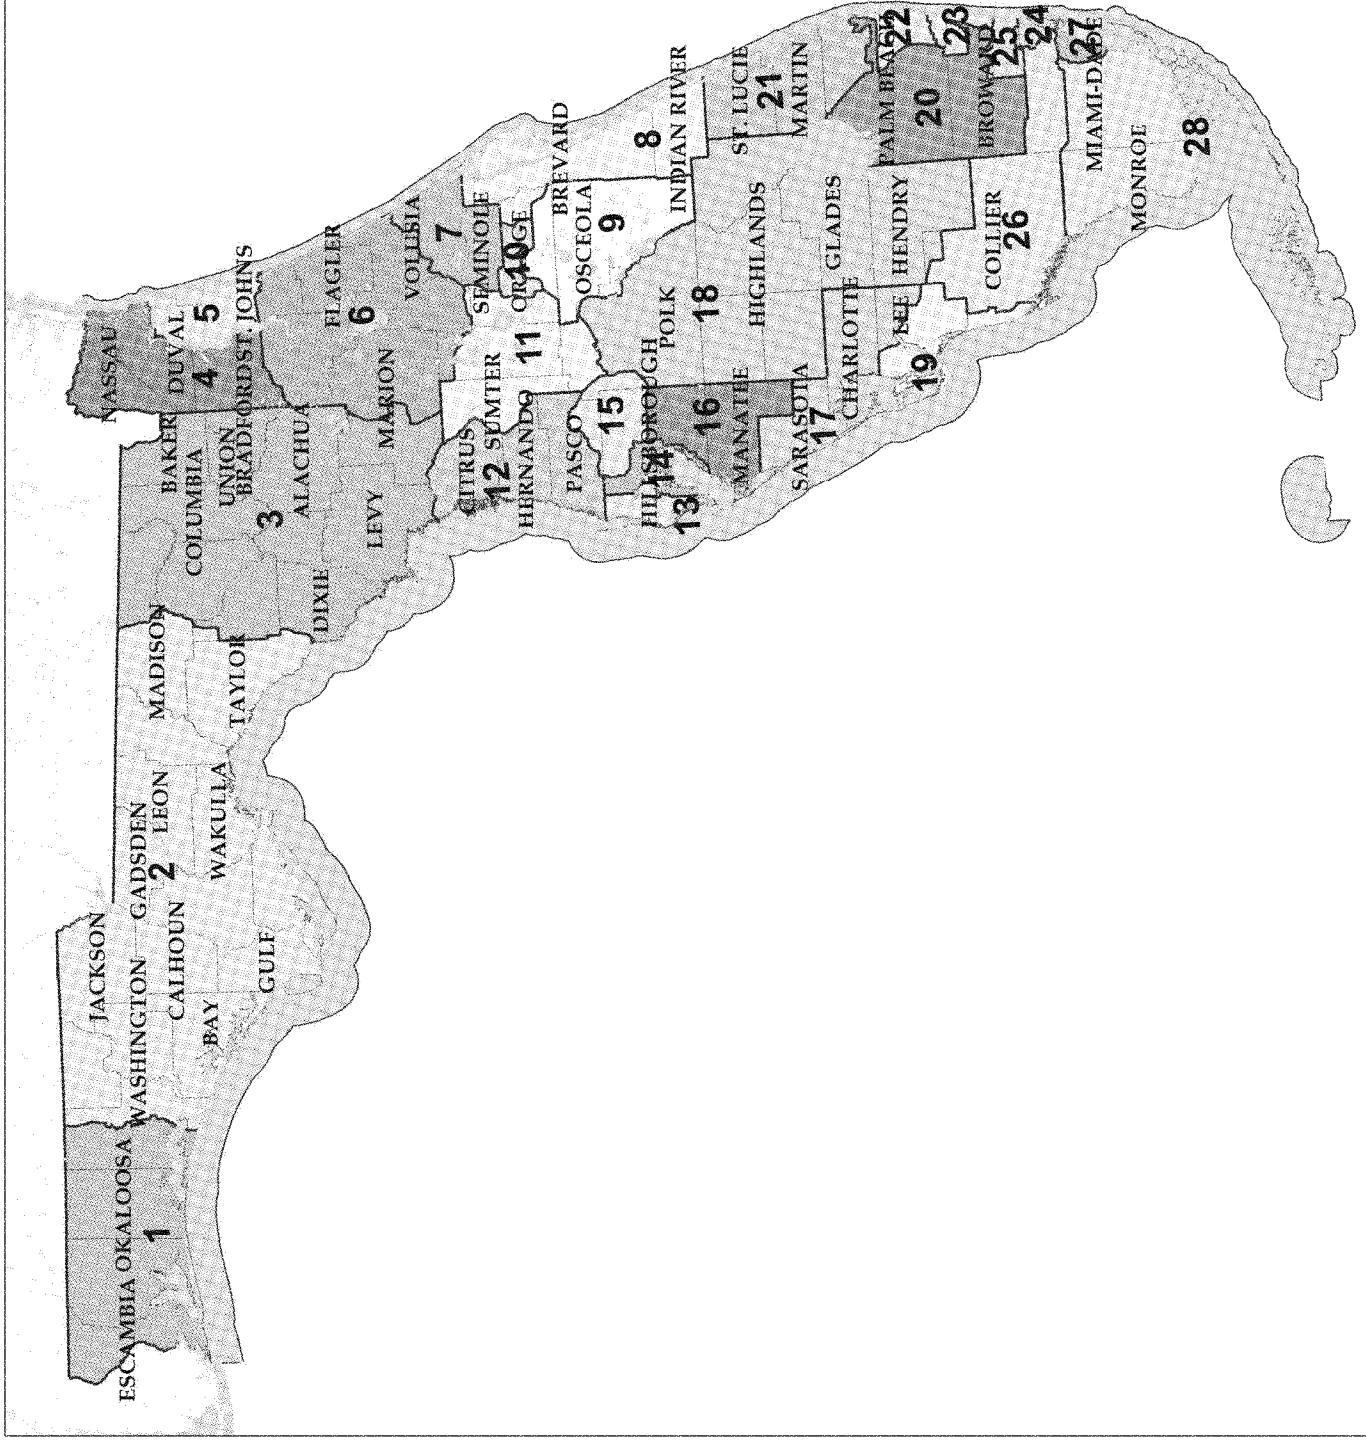 ESCAMBIA
OKALOOSA
1
WASHINGTON
JACKSON
CALHOUN
BAY
GULF
GADSDEN
2
LEON
WAKULLA
MADISON
TAYLOR
DIXIE
COLUMBIA
BAKER
UNION
BRADFORD
3
ALACHUA
LEVY
NASSAU
DUVAL
4
5
ST. JOHNS
FLAGLER
6
MARION
VOLUSIA
7
SEMINOLE
CITRUS
12
SUMTER
HERNANDO
11
ORANGE
10
PASCO
OSCEOLA
9
BREVARD
8
15
HILLSBOROUGH
14
13
POLK
18
INDIAN RIVER
16
MANATEE
HIGHLANDS
ST. LUCIE
21
MARTIN
SARASOTA
17
CHARLOTTE
GLADES
LEE
19
HENDRY
PALM BEACH
22
20
23
BROWARD
25
24
COLLIER
26
27
MIAMI-DADE
MONROE
28